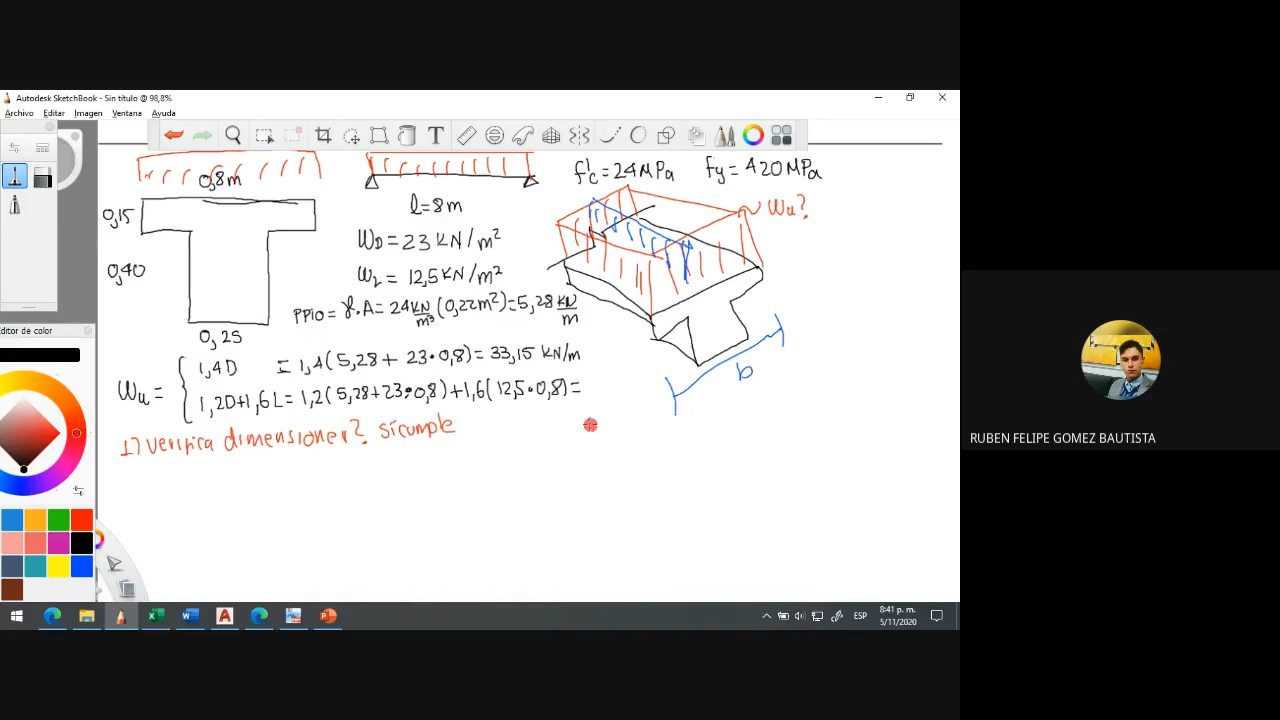 Autodesk SketchBook - Sin título @ 98,8%
Archivo Editar Imagen Ventana Ayuda
0,8m
0,15
0,40
0,25
l=8m
WD = 23 KN/m²
WL = 12,5 KN/m²
PPIO = γ.A = 24 KN/m³ (0,22m²) = 5,28 KN/m
f'c = 24 MPa fy = 420 MPa
Wu?
b
Wu =
1,4D = 1,4(5,28 + 23·0,8) = 33,15 KN/m
1,2D+1,6L = 1,2(5,28+23·0,8)+1,6(12,5·0,8) =
1) verifica dimensiones? si cumple
Editor de color
RUBEN FELIPE GOMEZ BAUTISTA
ESP
8:41 p. m.
5/11/2020